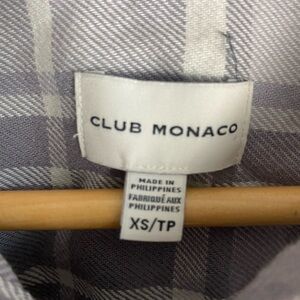 CLUB MONACO
MADE IN
PHILIPPINES
FABRIQUÉ AUX
PHILIPPINES
XS/TP